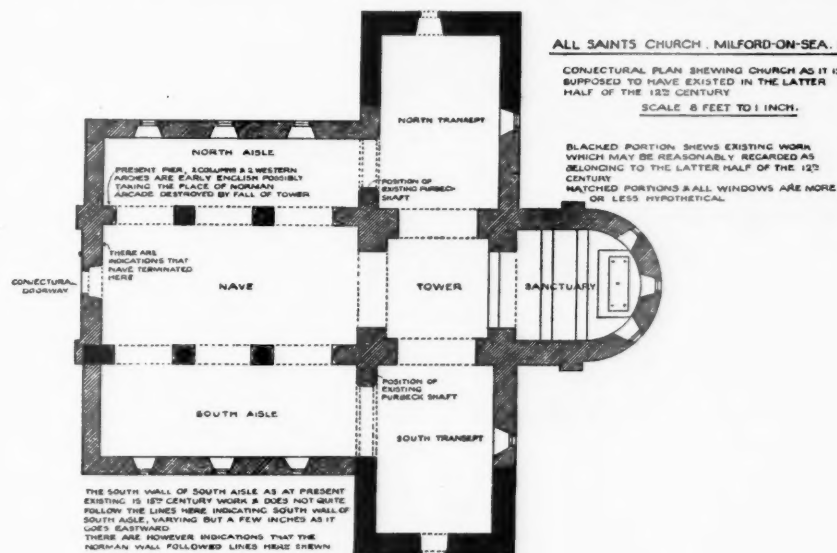 ALL SAINTS CHURCH. MILFORD-ON-SEA.
CONJECTURAL PLAN SHEWING CHURCH AS IT IS
SUPPOSED TO HAVE EXISTED IN THE LATTER
HALF OF THE 12TH CENTURY
SCALE 8 FEET TO 1 INCH.
BLACKED PORTION SHEWS EXISTING WORK
WHICH MAY BE REASONABLY REGARDED AS
BELONGING TO THE LATTER HALF OF THE 12TH
CENTURY
HATCHED PORTIONS & ALL WINDOWS ARE MORE
OR LESS HYPOTHETICAL
NORTH TRANSEPT
NORTH AISLE
PRESENT PIER, 2 COLUMNS & 2 WESTERN
ARCHES ARE EARLY ENGLISH POSSIBLY
TAKING THE PLACE OF NORMAN
ARCADE DESTROYED BY FALL OF TOWER
POSITION OF
EXISTING PURBECK
SHAFT
THERE ARE
INDICATIONS THAT
NAVE TERMINATED
HERE
CONJECTURAL
DOORWAY
NAVE
TOWER
SANCTUARY
POSITION OF
EXISTING
PURBECK SHAFT
SOUTH AISLE
SOUTH TRANSEPT
THE SOUTH WALL OF SOUTH AISLE AS AT PRESENT
EXISTING IS 15TH CENTURY WORK & DOES NOT QUITE
FOLLOW THE LINES HERE INDICATING SOUTH WALL OF
SOUTH AISLE, VARYING BUT A FEW INCHES AS IT
GOES EASTWARD
THERE ARE HOWEVER INDICATIONS THAT THE
NORMAN WALL FOLLOWED LINES HERE SHEWN